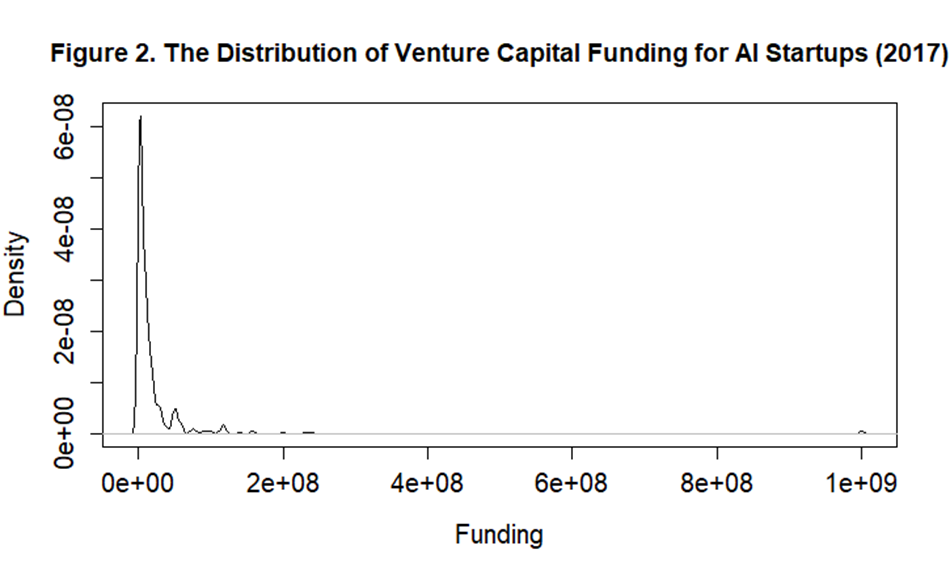 Figure 2. The Distribution of Venture Capital Funding for AI Startups (2017)
6e-08
4e-08
2e-08
0e+00
Density
0e+00 2e+08 4e+08 6e+08 8e+08 1e+09
Funding